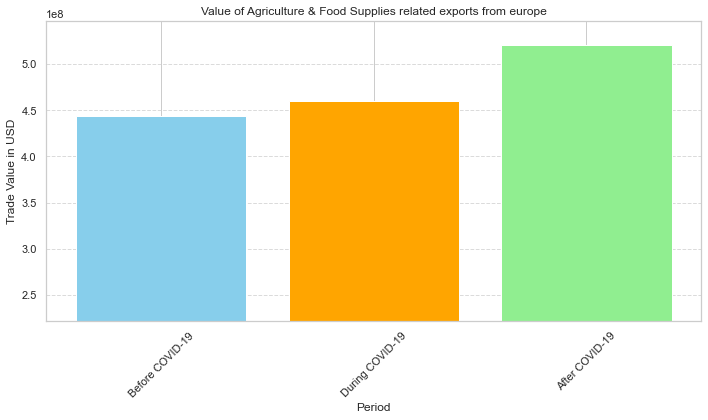 Value of Agriculture & Food Supplies related exports from europe
1e8
5.0
4.5
4.0
3.5
3.0
2.5
Trade Value in USD
Before COVID-19
During COVID-19
After COVID-19
Period